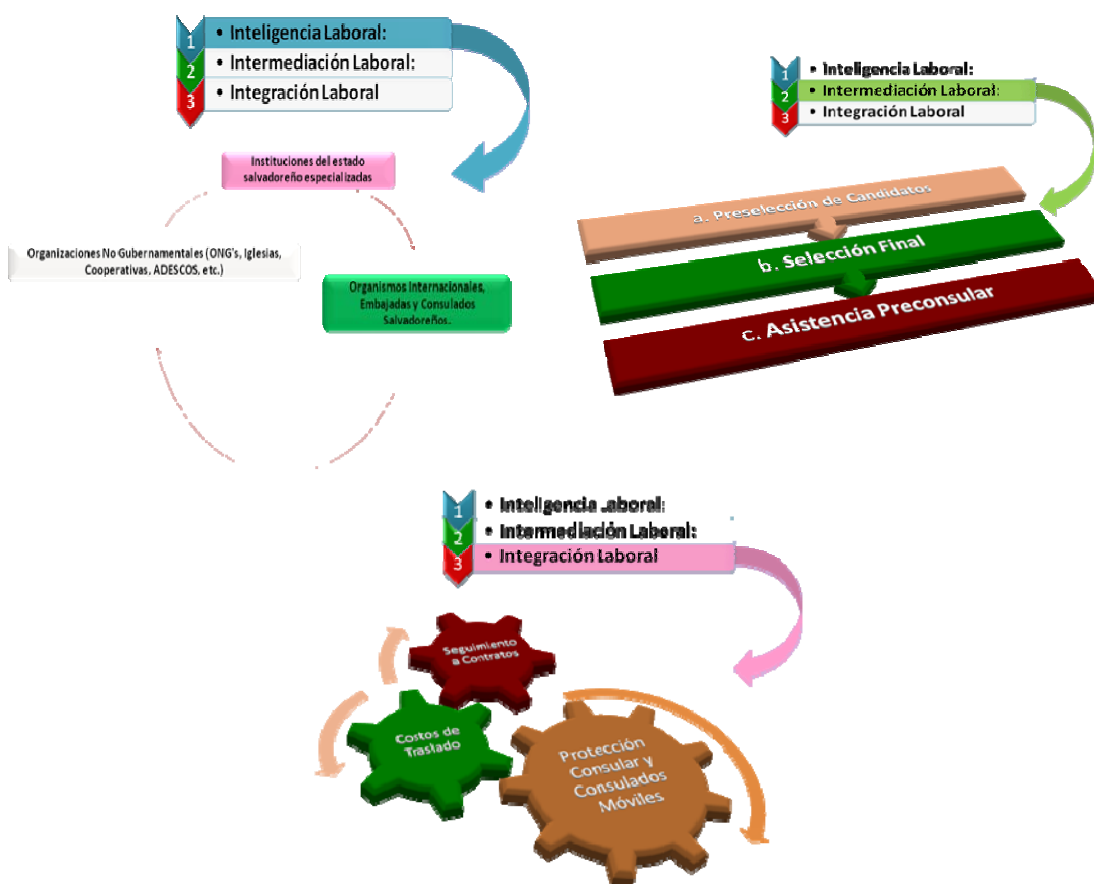 1 • Inteligencia Laboral:
2 • Intermediación Laboral:
3 • Integración Laboral
Instituciones del estado
salvadoreño especializadas
Organizaciones No Gubernamentales (ONG's, Iglesias,
Cooperativas, ADESCOS, etc.)
Organismos Internacionales,
Embajadas y Consulados
Salvadoreños.
1 • Inteligencia Laboral:
2 • Intermediación Laboral:
3 • Integración Laboral
a. Preselección de Candidatos
b. Selección Final
c. Asistencia Preconsular
1 • Inteligencia Laboral:
2 • Intermediación Laboral:
3 • Integración Laboral
Seguimiento
a Contratos
Costos de
Traslado
Protección
Consular y
Consulados
Móviles